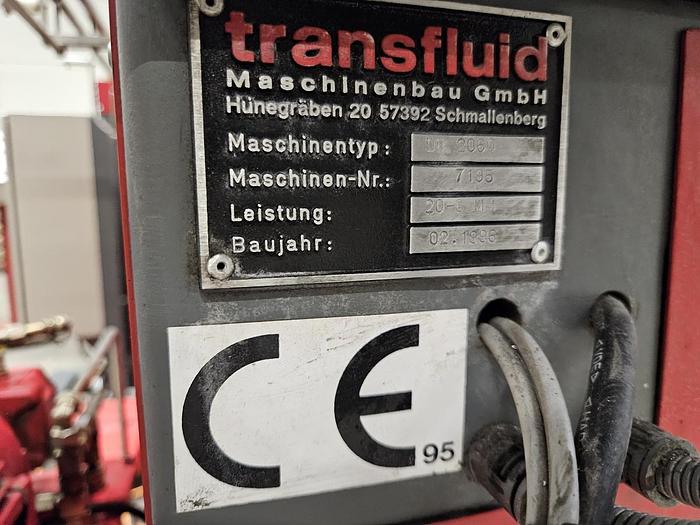 transfluid
Maschinenbau GmbH
Hünegräben 20 57392 Schmallenberg
Maschinentyp:
Maschinen-Nr.: 7195
Leistung:
Baujahr: 02.1996
CE
95